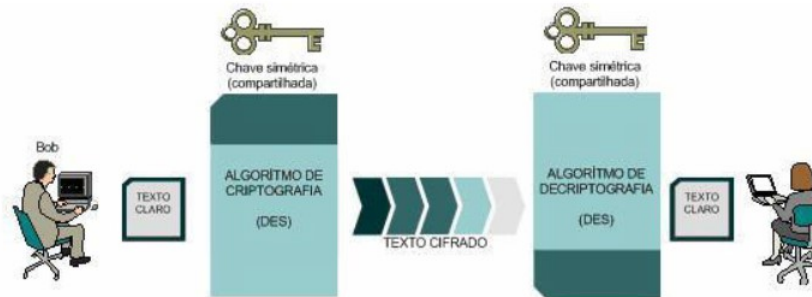 Chave simétrica
(compartilhada)
Chave simétrica
(compartilhada)
Bob
TEXTO
CLARO
ALGORÍTMO DE
CRIPTOGRAFIA
(DES)
TEXTO CIFRADO
ALGORÍTMO DE
DECRIPTOGRAFIA
(DES)
TEXTO
CLARO